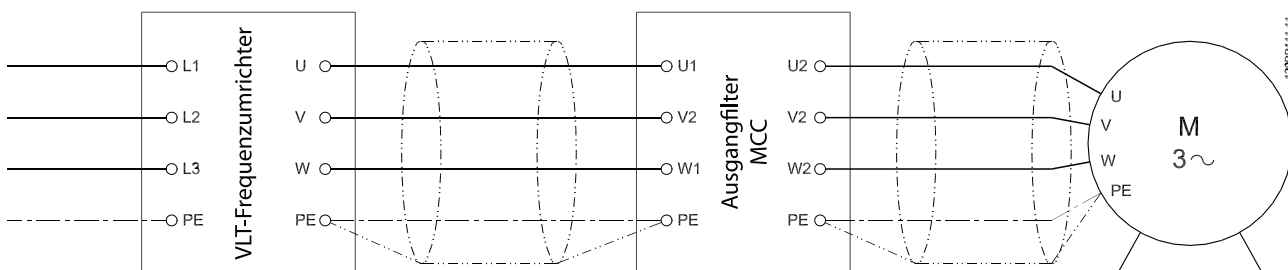 L1
L2
L3
PE
VLT-Frequenzumrichter
U
V
W
PE
U1
V2
W1
PE
Ausgangfilter
MCC
U2
V2
W2
PE
U
V
W
PE
M
3~